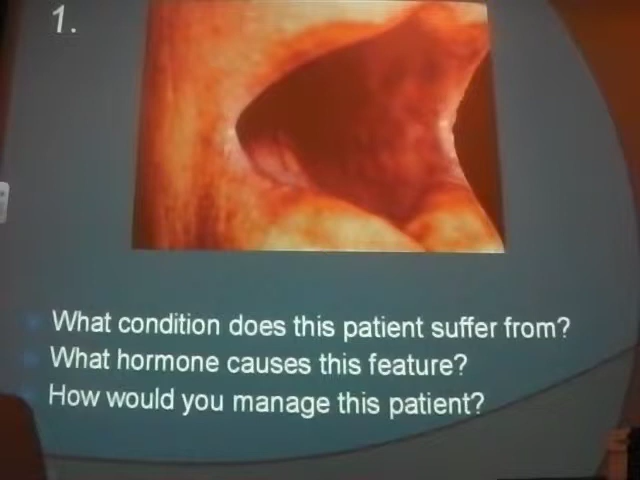 1.
What condition does this patient suffer from?
What hormone causes this feature?
How would you manage this patient?